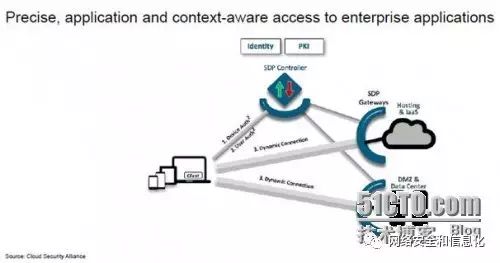 Precise, application and context-aware access to enterprise applications
Identity
PKI
SDP Controller
SDP
Gateways
Hosting
& IaaS
1. Device Auth?
2. User Auth?
3. Dynamic Connection
Client
3. Dynamic Connection
DMZ &
Data Center
51CTO.com
技术博客 Blog
网络安全和信息化
Source: Cloud Security Alliance